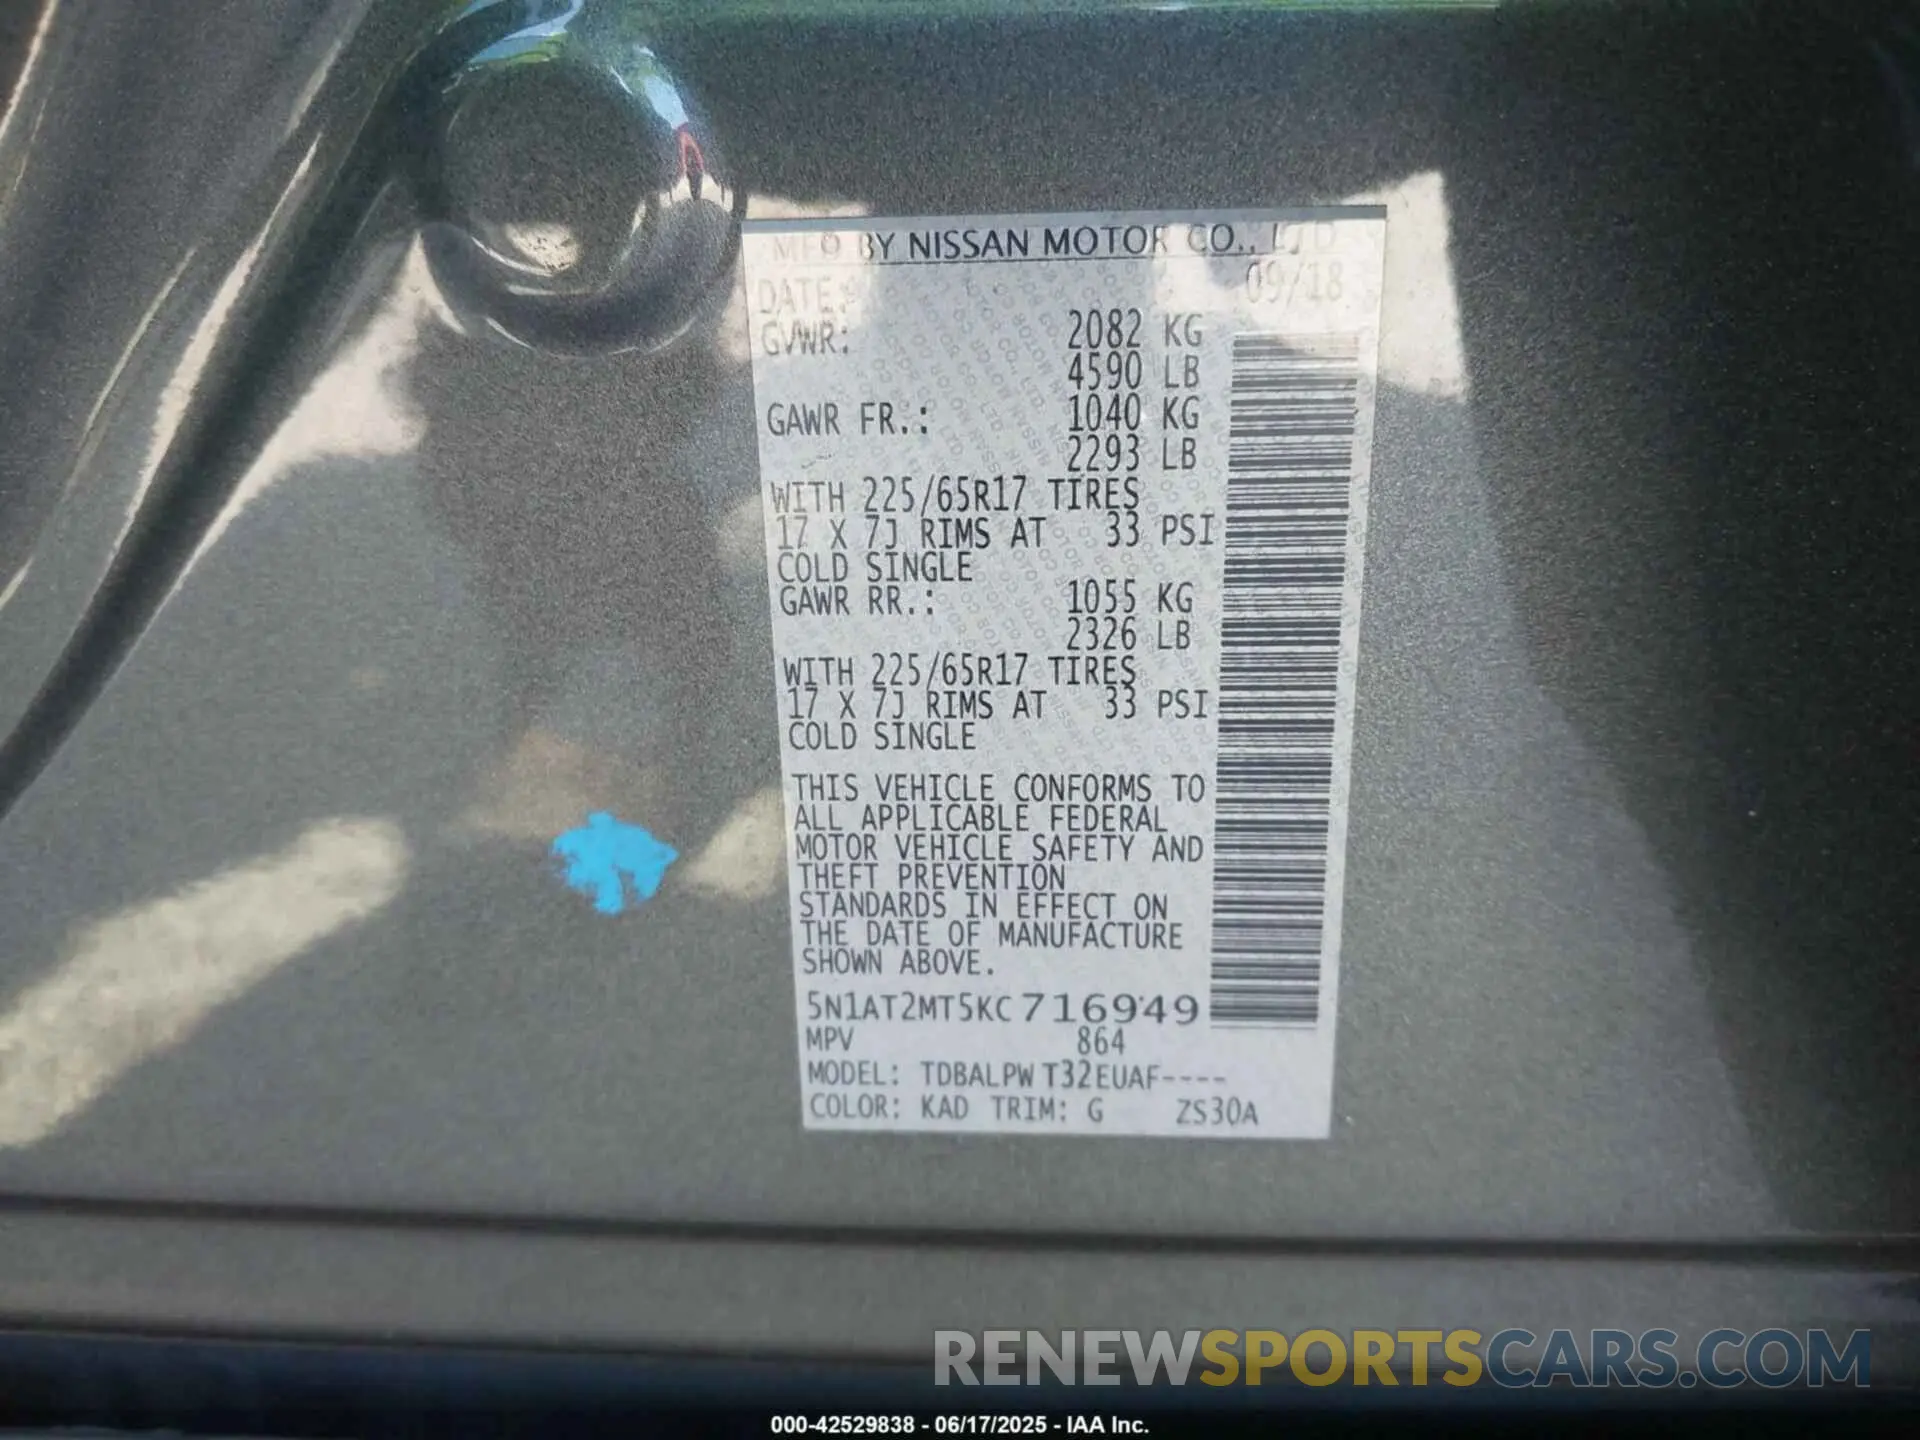 MFD BY NISSAN MOTOR CO., LTD
DATE: 09/18
GVWR: 2082 KG
4590 LB
GAWR FR.: 1040 KG
2293 LB
WITH 225/65R17 TIRES
17 X 7J RIMS AT 33 PSI
COLD SINGLE
GAWR RR.: 1055 KG
2326 LB
WITH 225/65R17 TIRES
17 X 7J RIMS AT 33 PSI
COLD SINGLE
THIS VEHICLE CONFORMS TO
ALL APPLICABLE FEDERAL
MOTOR VEHICLE SAFETY AND
THEFT PREVENTION
STANDARDS IN EFFECT ON
THE DATE OF MANUFACTURE
SHOWN ABOVE.
5N1AT2MT5KC716949
MPV 864
MODEL: TDBALPW T32EUAF----
COLOR: KAD TRIM: G ZS30A
RENEWSPORTSCARS.COM
000-42529838 - 06/17/2025 - IAA Inc.